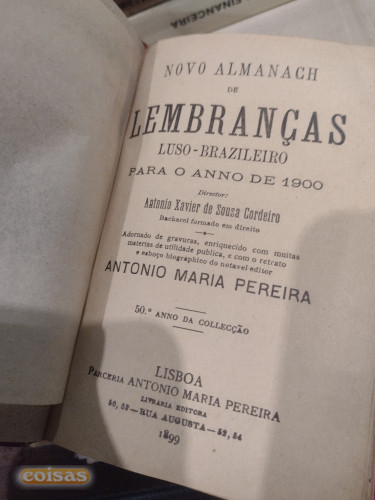 FINANCEIRA
NOVO ALMANACH
DE
LEMBRANÇAS
LUSO-BRAZILEIRO
PARA O ANNO DE 1900
Director:
Antonio Xavier de Sousa Cordeiro
Bacharel formado em direito
Adornado de gravuras, enriquecido com muitas
materias de utilidade publica, e com o retrato
e esboço biographico do notavel editor
ANTONIO MARIA PEREIRA
50.º ANNO DA COLLECÇÃO
LISBOA
PARCERIA ANTONIO MARIA PEREIRA
LIVRARIA EDITORA
50, 52—RUA AUGUSTA—52, 54
1899
coisas